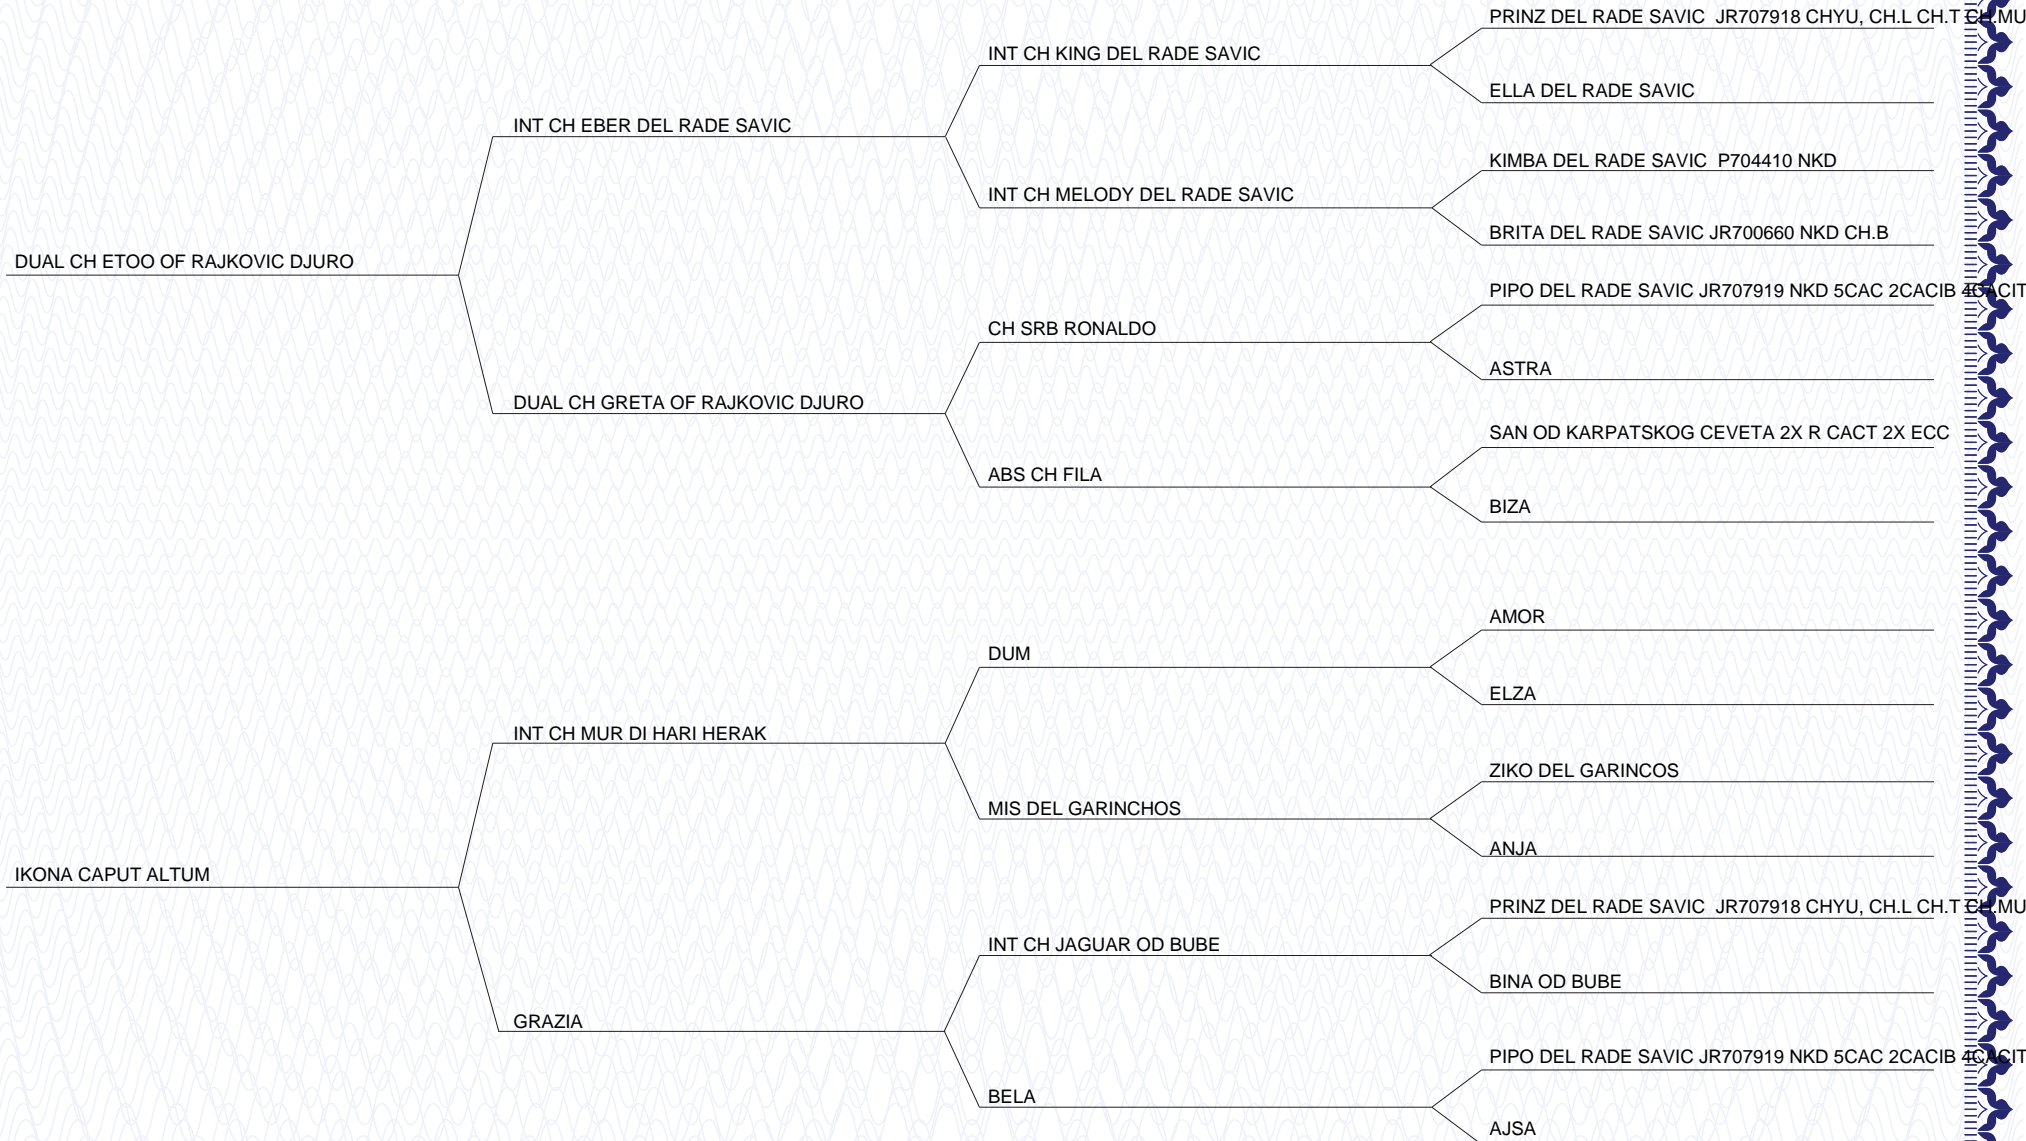 PRINZ DEL RADE SAVIC  JR707918 CHYU, CH.L CH.T CH.MU
INT CH KING DEL RADE SAVIC
ELLA DEL RADE SAVIC
INT CH EBER DEL RADE SAVIC
KIMBA DEL RADE SAVIC  P704410 NKD
INT CH MELODY DEL RADE SAVIC
BRITA DEL RADE SAVIC JR700660 NKD CH.B
DUAL CH ETOO OF RAJKOVIC DJURO
PIPO DEL RADE SAVIC JR707919 NKD 5CAC 2CACIB 4CACIT
CH SRB RONALDO
ASTRA
DUAL CH GRETA OF RAJKOVIC DJURO
SAN OD KARPATSKOG CEVETA 2X R CACT 2X ECC
ABS CH FILA
BIZA
AMOR
DUM
ELZA
INT CH MUR DI HARI HERAK
ZIKO DEL GARINCOS
MIS DEL GARINCHOS
ANJA
IKONA CAPUT ALTUM
PRINZ DEL RADE SAVIC  JR707918 CHYU, CH.L CH.T CH.MU
INT CH JAGUAR OD BUBE
BINA OD BUBE
GRAZIA
PIPO DEL RADE SAVIC JR707919 NKD 5CAC 2CACIB 4CACIT
BELA
AJSA